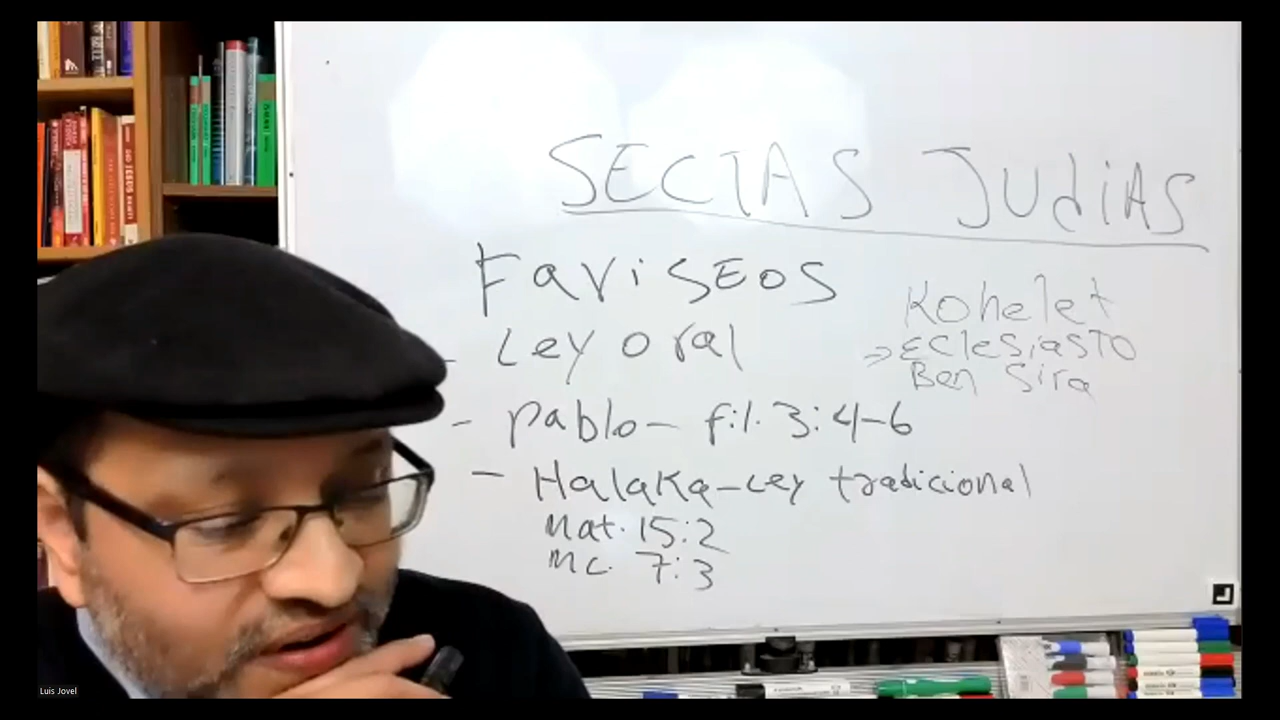 SECTAS JUdiAS
FariSEOS
- Ley oral
- pablo- fil. 3:4-6
- HalaKa-Ley tradicional
Mat. 15:2
Mc. 7:3
Kohelet
=> EclesiASTO
Ben Sira
Luis Jovel